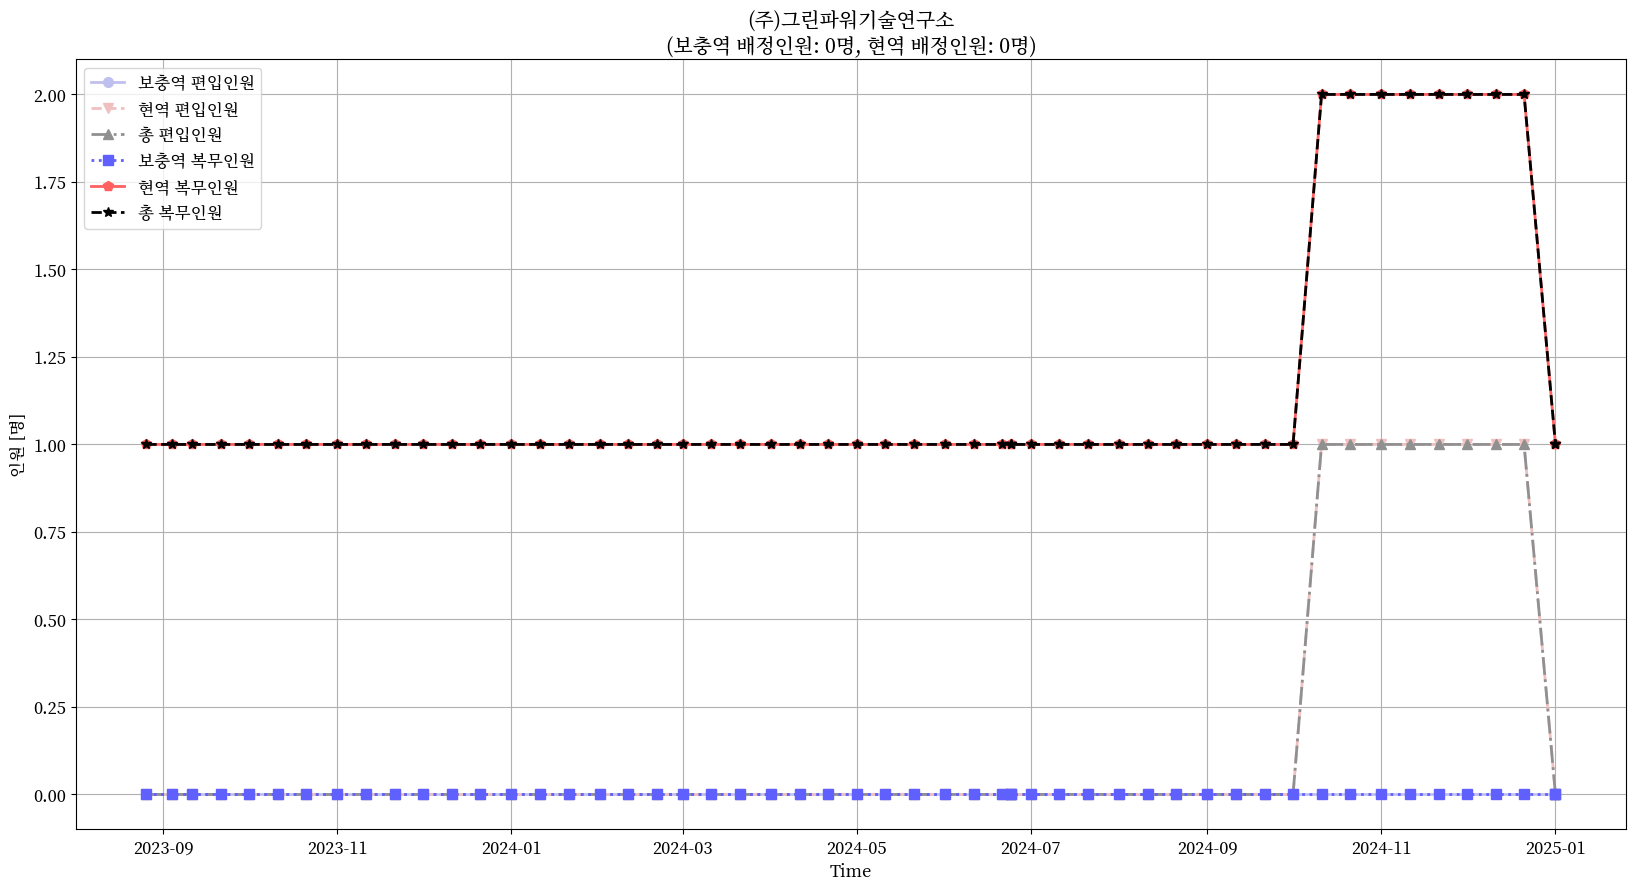 (주)그린파워기술연구소
(보충역 배정인원: 0명, 현역 배정인원: 0명)
보충역 편입인원
현역 편입인원
총 편입인원
보충역 복무인원
현역 복무인원
총 복무인원
인원 [명]
2.00
1.75
1.50
1.25
1.00
0.75
0.50
0.25
0.00
2023-09
2023-11
2024-01
2024-03
2024-05
2024-07
2024-09
2024-11
2025-01
Time